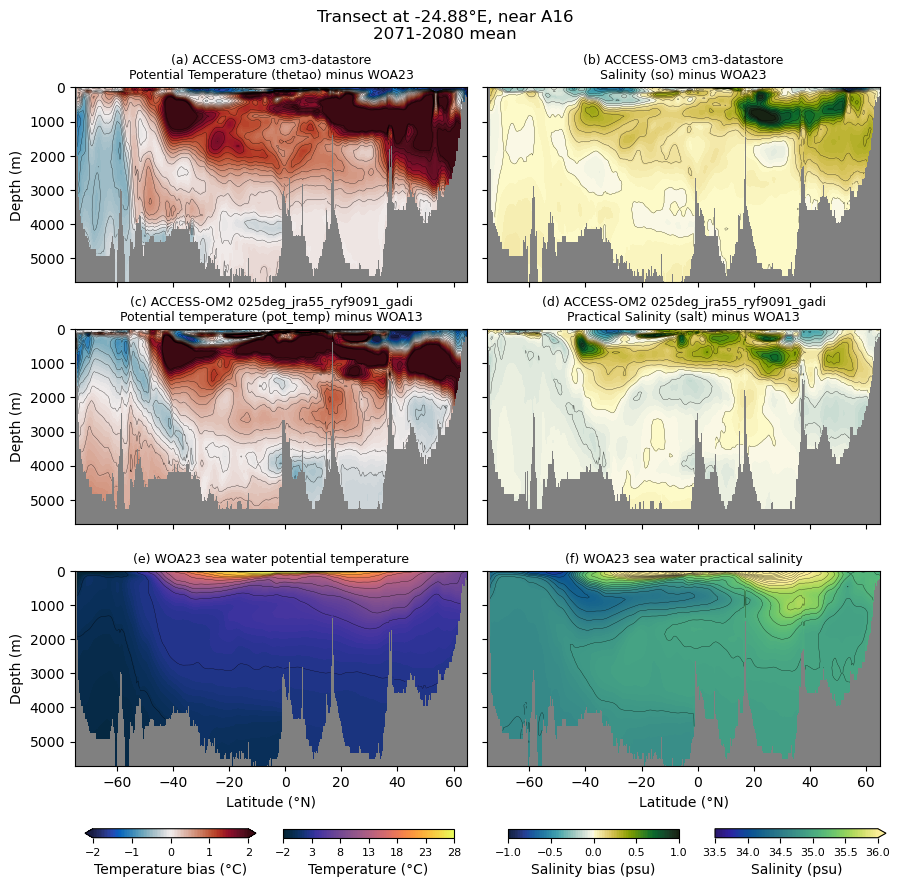 Transect at -24.88°E, near A16
2071-2080 mean
(a) ACCESS-OM3 cm3-datastore
Potential Temperature (thetao) minus WOA23
(b) ACCESS-OM3 cm3-datastore
Salinity (so) minus WOA23
0
1000
2000
3000
4000
5000
Depth (m)
(c) ACCESS-OM2 025deg_jra55_ryf9091_gadi
Potential temperature (pot_temp) minus WOA13
(d) ACCESS-OM2 025deg_jra55_ryf9091_gadi
Practical Salinity (salt) minus WOA13
0
1000
2000
3000
4000
5000
Depth (m)
(e) WOA23 sea water potential temperature
(f) WOA23 sea water practical salinity
0
1000
2000
3000
4000
5000
Depth (m)
−60 −40 −20 0 20 40 60
Latitude (°N)
−60 −40 −20 0 20 40 60
Latitude (°N)
−2 −1 0 1 2
Temperature bias (°C)
−2 3 8 13 18 23 28
Temperature (°C)
−1.0 −0.5 0.0 0.5 1.0
Salinity bias (psu)
33.5 34.0 34.5 35.0 35.5 36.0
Salinity (psu)